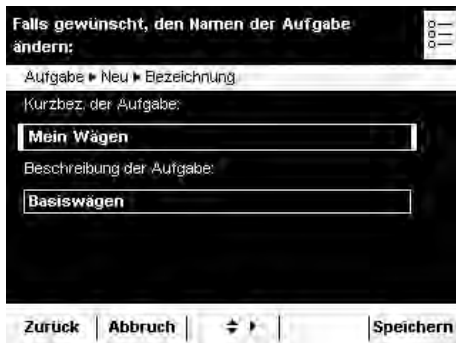 Falls gewünscht, den Namen der Aufgabe
ändern:
Aufgabe ▸ Neu ▸ Bezeichnung
Kurzbez. der Aufgabe:
Mein Wägen
Beschreibung der Aufgabe:
Basiswägen
Zurück Abbruch Speichern